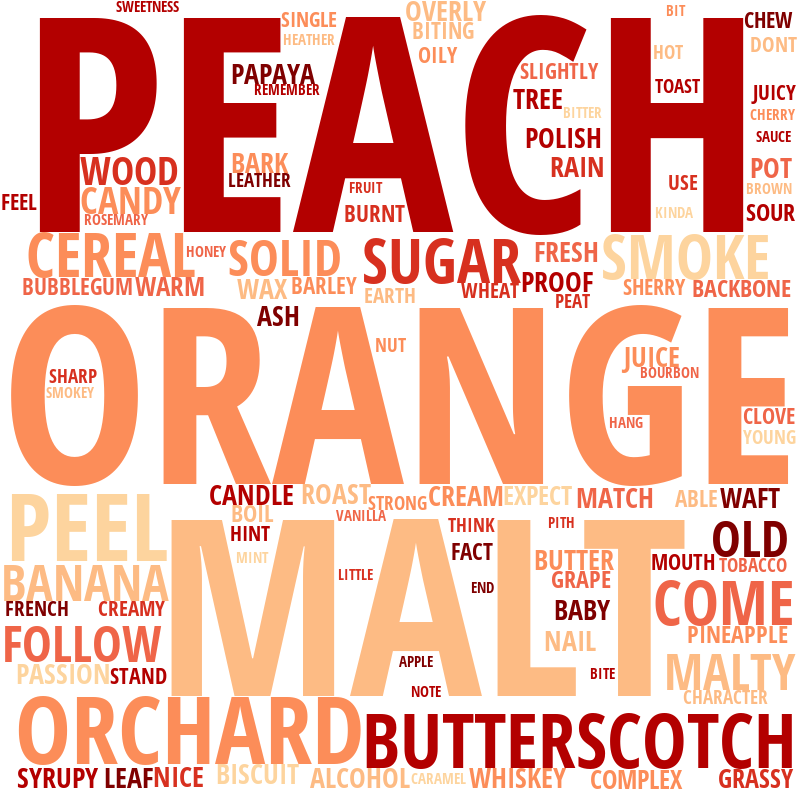 SWEETNESS
SINGLE
OVERLY
BIT
CHEW
HEATHER
BITING
DONT
OILY
HOT
PEACH
PAPAYA
SLIGHTLY
REMEMBER
TREE
TOAST
JUICY
BITTER
CHERRY
POLISH
SAUCE
WOOD
BARK
RAIN
POT
LEATHER
FRUIT
USE
BROWN
FEEL
CANDY
BURNT
KINDA
SOUR
ROSEMARY
CEREAL
HONEY
SOLID
SUGAR
FRESH
SMOKE
BUBBLEGUM
WARM
WAX
BARLEY
EARTH
WHEAT
PROOF
PEAT
SHERRY
BACKBONE
ASH
ORANGE
NUT
JUICE
BOURBON
SHARP
SMOKEY
HANG
CLOVE
YOUNG
CANDLE
ROAST
STRONG
CREAM
EXPECT
MATCH
ABLE
WAFT
PEEL
BOIL
VANILLA
HINT
THINK
PITH
OLD
MALT
MINT
FACT
BUTTER
MOUTH
TOBACCO
BANANA
LITTLE
END
GRAPE
FRENCH
CREAMY
BABY
COME
FOLLOW
NAIL
PINEAPPLE
PASSION
STAND
APPLE
BITE
MALTY
NOTE
CHARACTER
ORCHARD
BUTTERSCOTCH
SYRUPY
LEAF
NICE
BISCUIT
ALCOHOL
CARAMEL
WHISKEY
COMPLEX
GRASSY